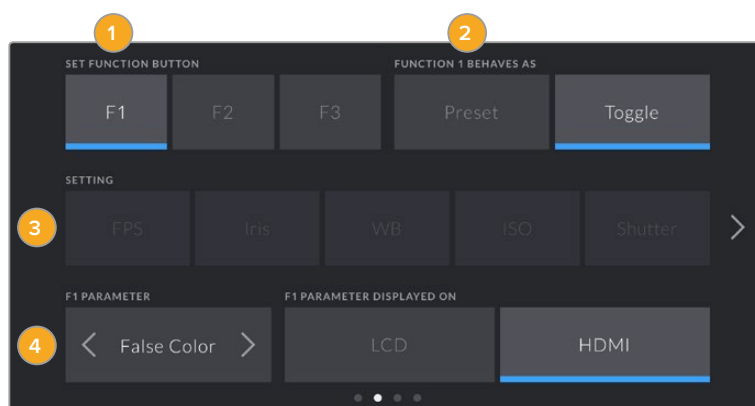 1 2
SET FUNCTION BUTTON FUNCTION 1 BEHAVES AS
F1 F2 F3 Preset Toggle
SETTING
3 FPS Iris WB ISO Shutter
F1 PARAMETER F1 PARAMETER DISPLAYED ON
4 False Color LCD HDMI